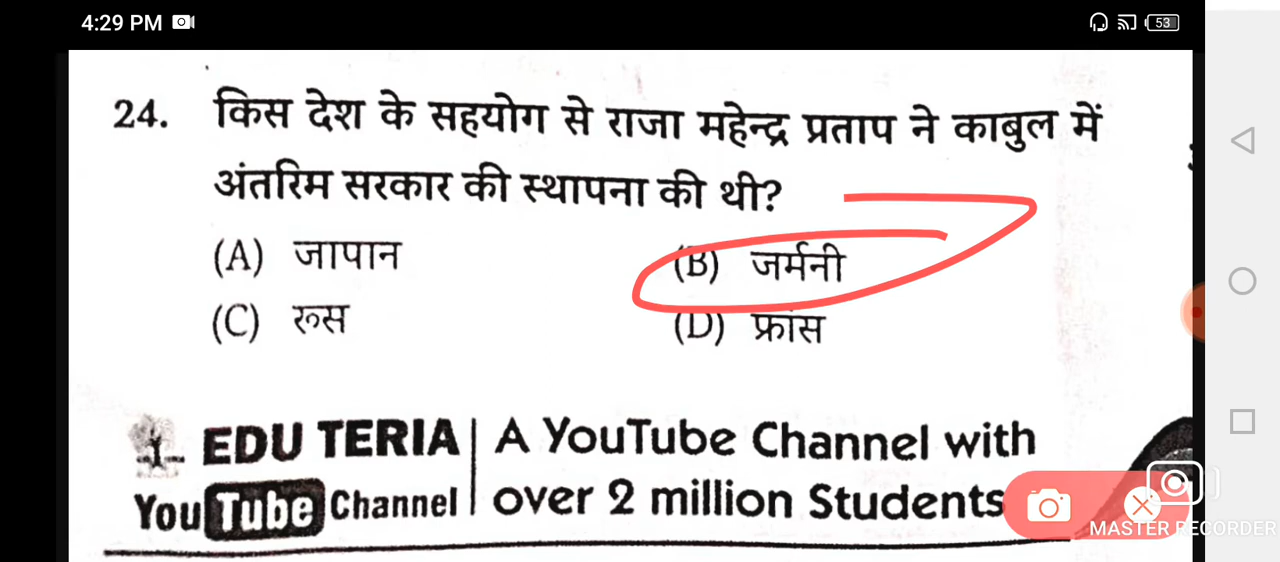 4:29 PM
53
24. किस देश के सहयोग से राजा महेन्द्र प्रताप ने काबुल में
अंतरिम सरकार की स्थापना की थी?
(A) जापान (B) जर्मनी
(C) रूस (D) फ्रांस
EDU TERIA | A YouTube Channel with
YouTube Channel | over 2 million Students
MASTER RECORDER